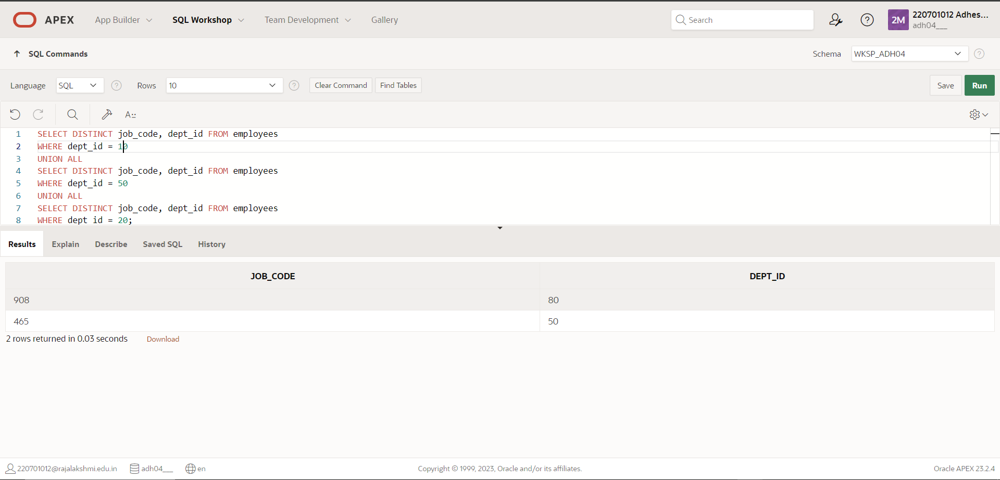 APEX App Builder SQL Workshop Team Development Gallery Search 2M 220701012 Adhes...
adh04___
SQL Commands Schema WKSP_ADH04
Language SQL Rows 10 Clear Command Find Tables Save Run
A::
1 SELECT DISTINCT job_code, dept_id FROM employees
2 WHERE dept_id = 10
3 UNION ALL
4 SELECT DISTINCT job_code, dept_id FROM employees
5 WHERE dept_id = 50
6 UNION ALL
7 SELECT DISTINCT job_code, dept_id FROM employees
8 WHERE dept id = 20;
Results Explain Describe Saved SQL History
JOB_CODE DEPT_ID
908 80
465 50
2 rows returned in 0.03 seconds Download
220701012@rajalakshmi.edu.in adh04___ en Copyright © 1999, 2023, Oracle and/or its affiliates. Oracle APEX 23.2.4